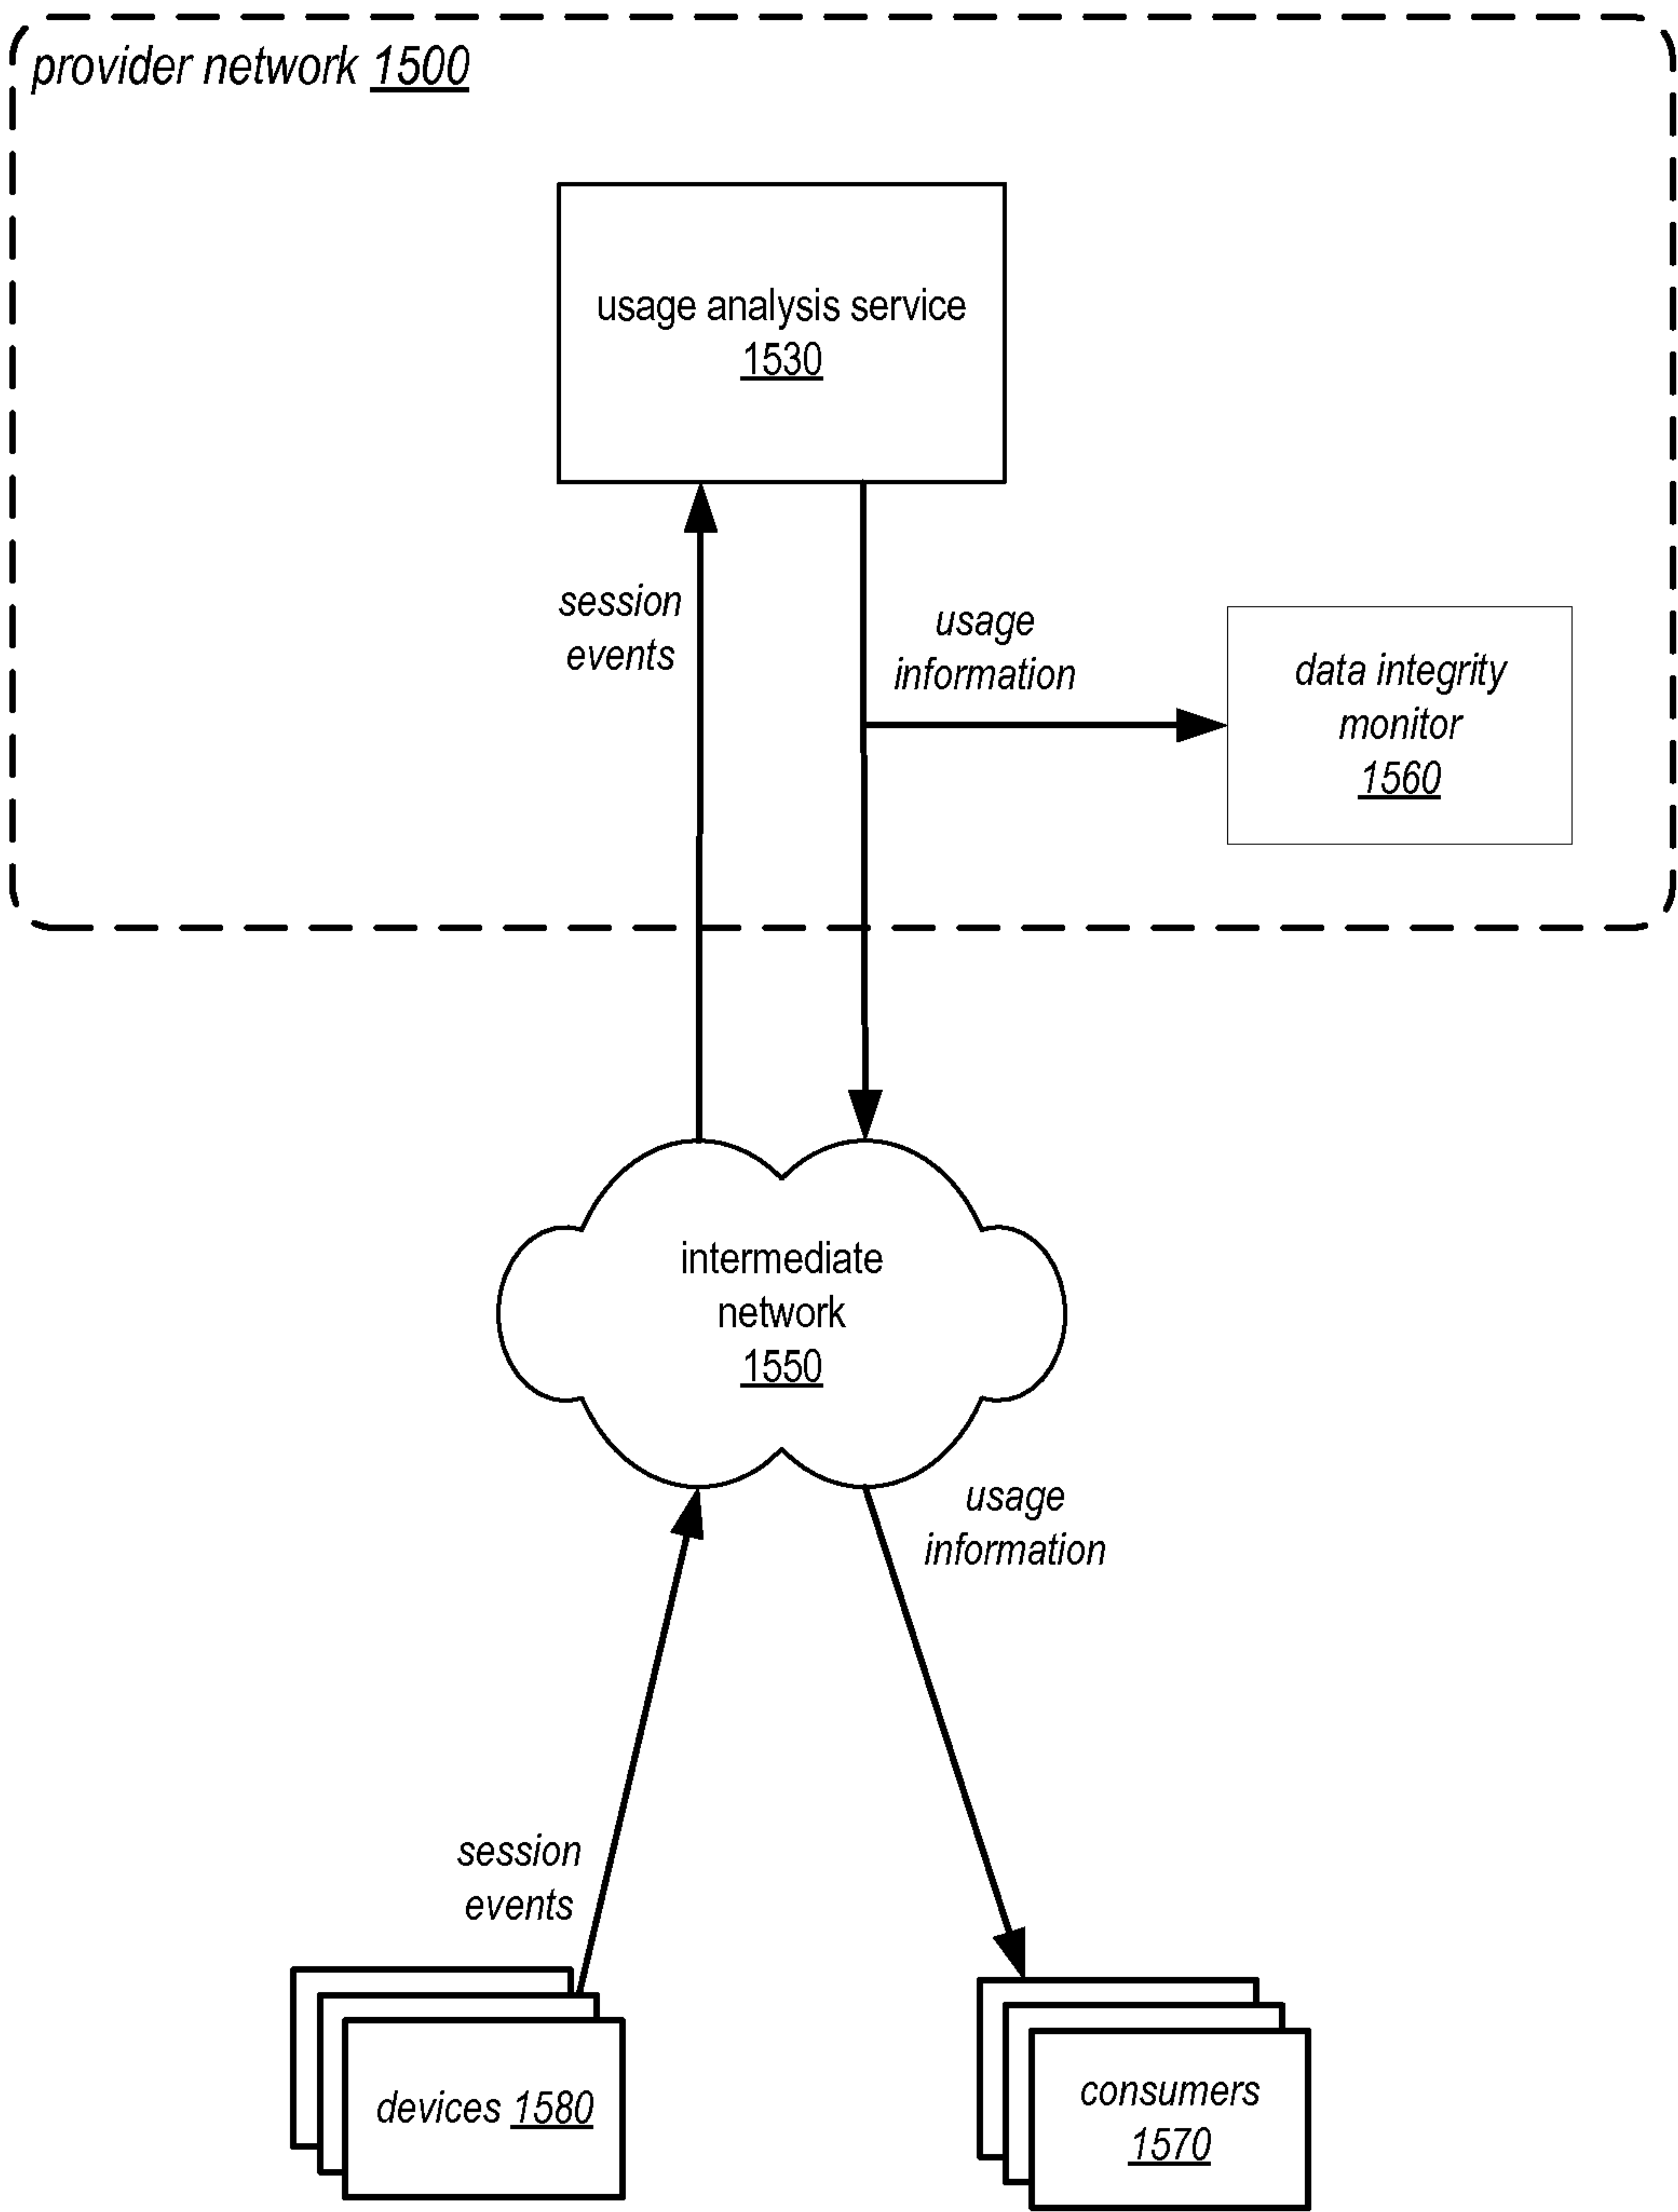 provider network 1500
usage analysis service
1530
session
events
usage
information
data integrity
monitor
1560
intermediate
network
1550
usage
information
session
events
devices 1580
consumers
1570